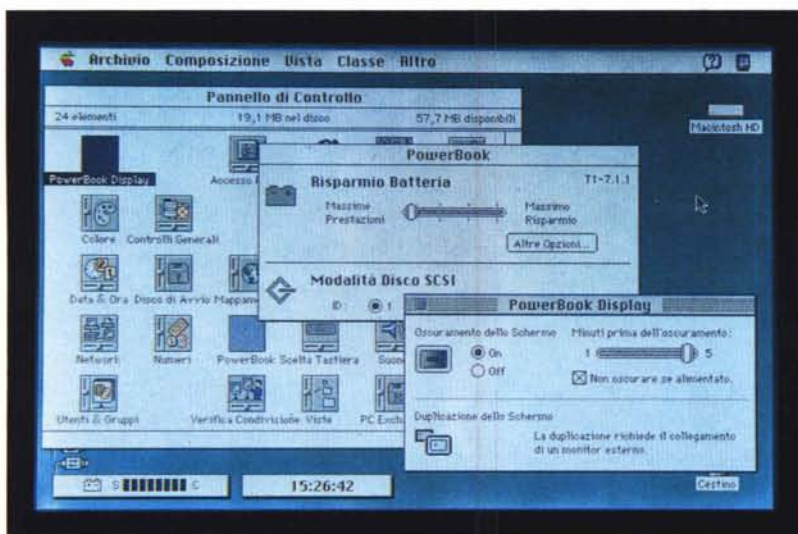 Archivio Composizione Vista Classe Altro
Pannello di Controllo
24 elementi 19,1 MB nel disco 57,7 MB disponibili
Macintosh HD
PowerBook Display
Accesso
Colore Controlli Generali
Data & Ora Disco di Avvio
Network Numeri PowerBook Scelta Tastiera
Utenti & Gruppi Verifica Condivisione Viste
PowerBook
Risparmio Batteria T1-7.1.1
Massime Prestazioni
Massimo Risparmio
Altre Opzioni...
Modalità Disco SCSI
ID: 1
PowerBook Display
Oscuramento dello Schermo Minuti prima dell'oscuramento:
On
Off
1 5
Non oscurare se alimentato.
Duplicazione dello Schermo
La duplicazione richiede il collegamento
di un monitor esterno.
S C
15:26:42
Cestino